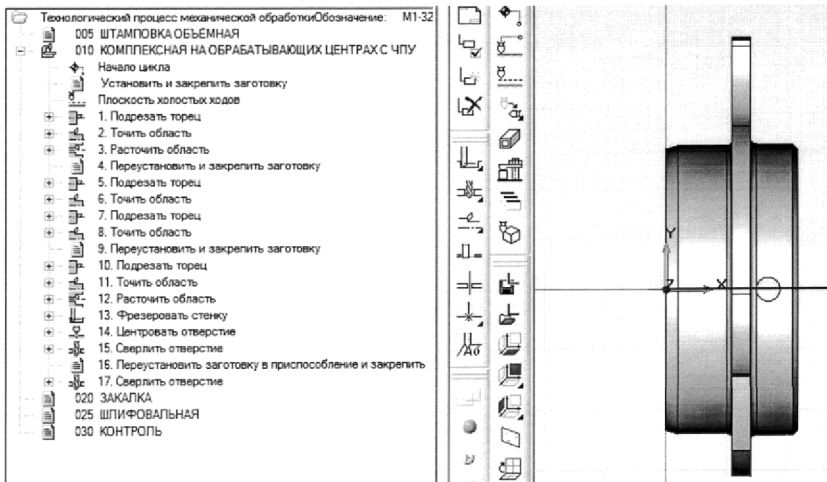 Технологический процесс механической обработкиОбозначение: М1-32
005 ШТАМПОВКА ОБЪЁМНАЯ
010 КОМПЛЕКСНАЯ НА ОБРАБАТЫВАЮЩИХ ЦЕНТРАХ С ЧПУ
Начало цикла
Установить и закрепить заготовку
Плоскость холостых ходов
1. Подрезать торец
2. Точить область
3. Расточить область
4. Переустановить и закрепить заготовку
5. Подрезать торец
6. Точить область
7. Подрезать торец
8. Точить область
9. Переустановить и закрепить заготовку
10. Подрезать торец
11. Точить область
12. Расточить область
13. Фрезеровать стенку
14. Центровать отверстие
15. Сверлить отверстие
16. Переустановить заготовку в приспособление и закрепить
17. Сверлить отверстие
020 ЗАКАЛКА
025 ШЛИФОВАЛЬНАЯ
030 КОНТРОЛЬ
Y
Z X